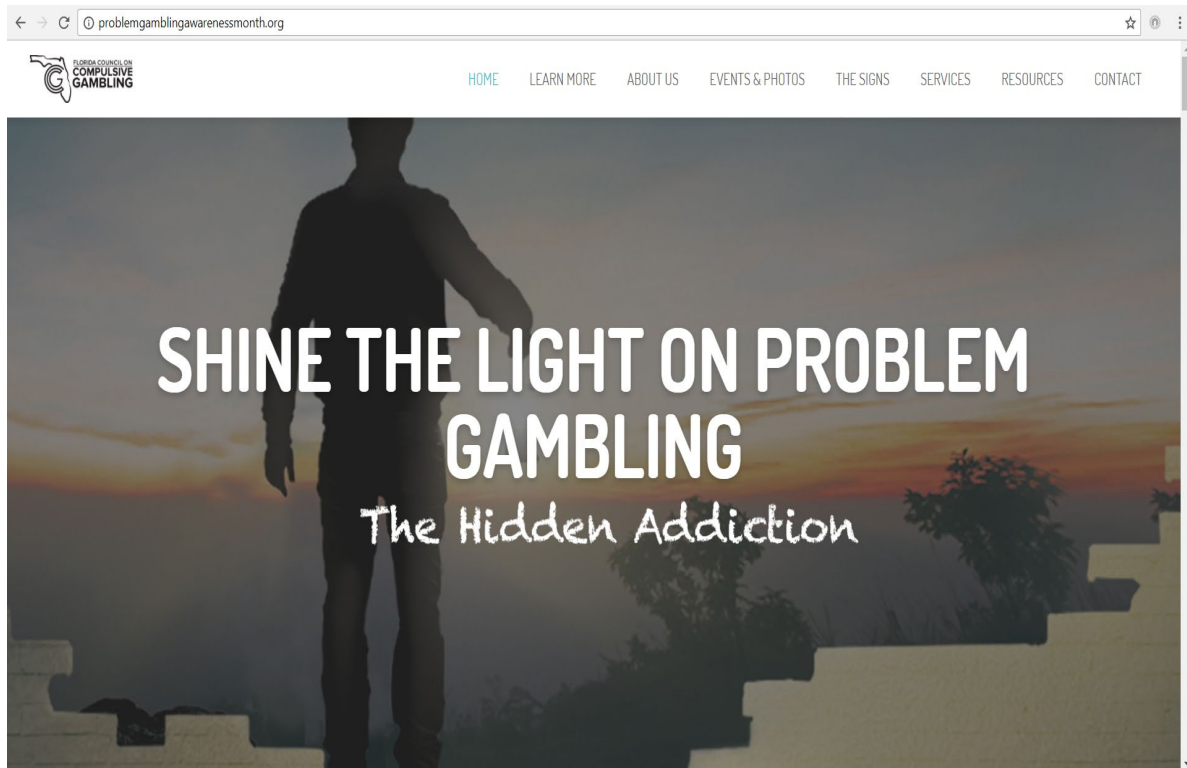 problemgamblingawarenessmonth.org
FLORIDA COUNCIL ON
COMPULSIVE
GAMBLING
HOME LEARN MORE ABOUT US EVENTS & PHOTOS THE SIGNS SERVICES RESOURCES CONTACT
SHINE THE LIGHT ON PROBLEM
GAMBLING
The Hidden Addiction